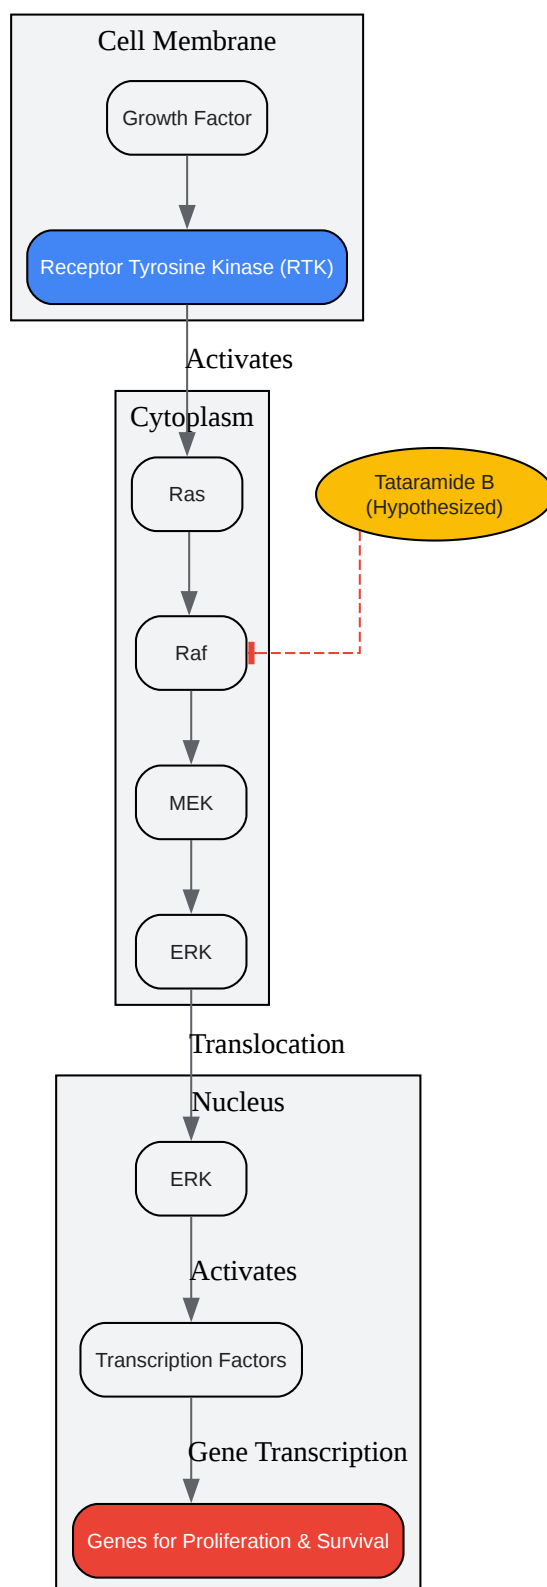 Cell Membrane
Growth Factor
Receptor Tyrosine Kinase (RTK)
Activates
Cytoplasm
Ras
Tataramide B
(Hypothesized)
Raf
MEK
ERK
Translocation
Nucleus
ERK
Activates
Transcription Factors
Gene Transcription
Genes for Proliferation & Survival